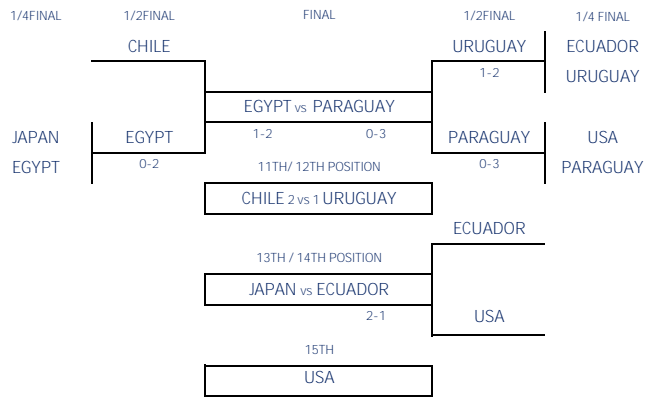 1/4FINAL 1/2FINAL FINAL 1/2FINAL 1/4 FINAL
CHILE URUGUAY ECUADOR
1-2 URUGUAY
EGYPT vs PARAGUAY
JAPAN EGYPT 1-2 0-3 PARAGUAY USA
EGYPT 0-2 11TH/ 12TH POSITION 0-3 PARAGUAY
CHILE 2 vs 1 URUGUAY
ECUADOR
13TH / 14TH POSITION
JAPAN vs ECUADOR
2-1 USA
15TH
USA